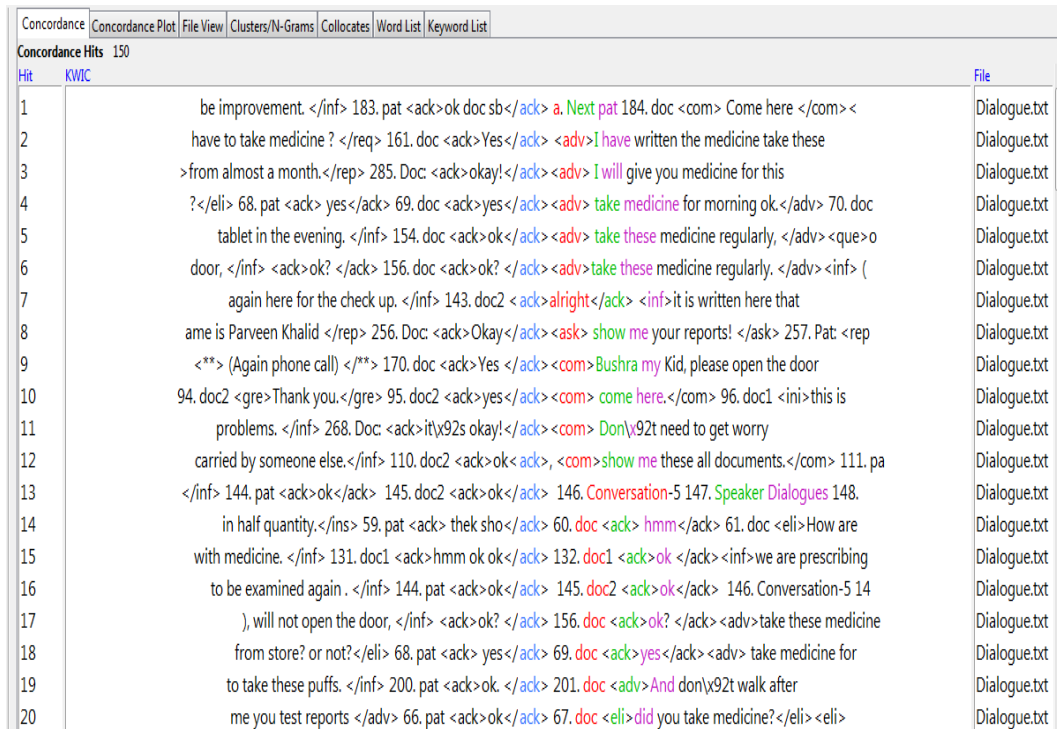 Concordance Concordance Plot File View Clusters/N-Grams Collocates Word List Keyword List
Concordance Hits 150
Hit KWIC File
1 be improvement. </inf> 183. pat <ack>ok doc sb</ack> a. Next pat 184. doc <com> Come here </com>< Dialogue.txt
2 have to take medicine ? </req> 161. doc <ack>Yes</ack> <adv>I have written the medicine take these Dialogue.txt
3 >from almost a month.</rep> 285. Doc: <ack>okay!</ack><adv> I will give you medicine for this Dialogue.txt
4 ?</eli> 68. pat <ack> yes</ack> 69. doc <ack>yes</ack><adv> take medicine for morning ok.</adv> 70. doc Dialogue.txt
5 tablet in the evening. </inf> 154. doc <ack>ok</ack><adv> take these medicine regularly, </adv><que>o Dialogue.txt
6 door, </inf> <ack>ok? </ack> 156. doc <ack>ok? </ack><adv>take these medicine regularly. </adv><inf> ( Dialogue.txt
7 again here for the check up. </inf> 143. doc2 <ack>alright</ack> <inf>it is written here that Dialogue.txt
8 ame is Parveen Khalid </rep> 256. Doc: <ack>Okay</ack><ask> show me your reports! </ask> 257. Pat: <rep Dialogue.txt
9 <**> (Again phone call) </**> 170. doc <ack>Yes </ack><com>Bushra my Kid, please open the door Dialogue.txt
10 94. doc2 <gre>Thank you.</gre> 95. doc2 <ack>yes</ack><com> come here.</com> 96. doc1 <ini>this is Dialogue.txt
11 problems. </inf> 268. Doc: <ack>it\x92s okay!</ack><com> Don\x92t need to get worry Dialogue.txt
12 carried by someone else.</inf> 110. doc2 <ack>ok<ack>, <com>show me these all documents.</com> 111. pa Dialogue.txt
13 </inf> 144. pat <ack>ok</ack> 145. doc2 <ack>ok</ack> 146. Conversation-5 147. Speaker Dialogues 148. Dialogue.txt
14 in half quantity.</ins> 59. pat <ack> thek sho</ack> 60. doc <ack> hmm</ack> 61. doc <eli>How are Dialogue.txt
15 with medicine. </inf> 131. doc1 <ack>hmm ok ok</ack> 132. doc1 <ack>ok </ack><inf>we are prescribing Dialogue.txt
16 to be examined again . </inf> 144. pat <ack>ok</ack> 145. doc2 <ack>ok</ack> 146. Conversation-5 14 Dialogue.txt
17 ), will not open the door, </inf> <ack>ok? </ack> 156. doc <ack>ok? </ack><adv>take these medicine Dialogue.txt
18 from store? or not?</eli> 68. pat <ack> yes</ack> 69. doc <ack>yes</ack><adv> take medicine for Dialogue.txt
19 to take these puffs. </inf> 200. pat <ack>ok. </ack> 201. doc <adv>And don\x92t walk after Dialogue.txt
20 me you test reports </adv> 66. pat <ack>ok</ack> 67. doc <eli>did you take medicine?</eli><eli> Dialogue.txt